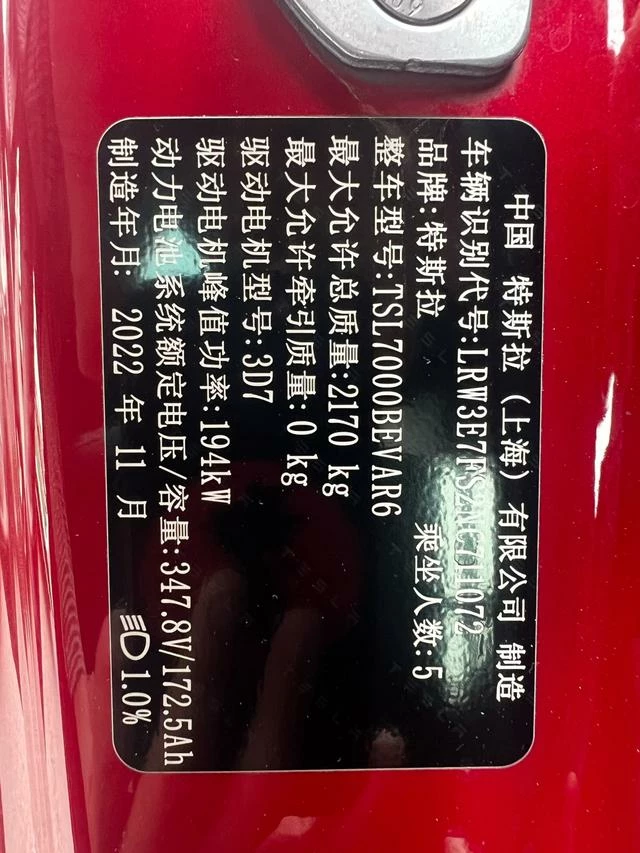 中国 特斯拉（上海）有限公司 制造
车辆识别代号:
品牌:特斯拉 乘坐人数:5
整车型号:TSL7000BEVAR6
最大允许总质量:2170 kg
最大允许牵引质量:0 kg
驱动电机型号:3D7
驱动电机峰值功率:194kW
动力电池系统额定电压/容量:347.8V/172.5Ah
制造年月: 2022 年 11 月 1.0%